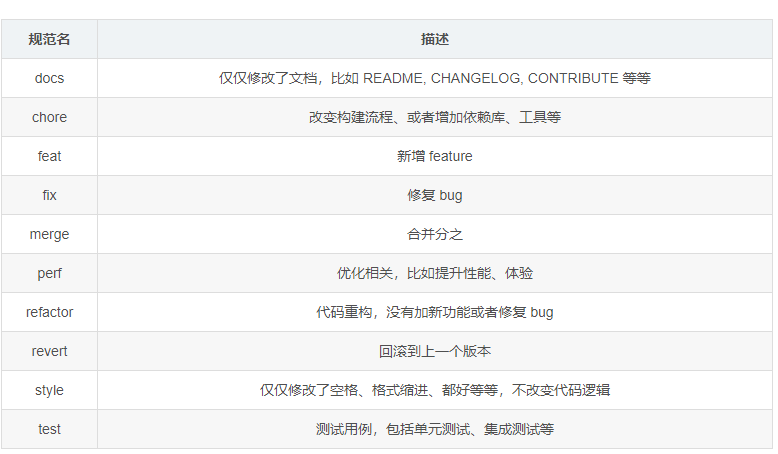 规范名 描述
docs 仅仅修改了文档，比如 README, CHANGELOG, CONTRIBUTE 等等
chore 改变构建流程、或者增加依赖库、工具等
feat 新增 feature
fix 修复 bug
merge 合并分之
perf 优化相关，比如提升性能、体验
refactor 代码重构，没有加新功能或者修复 bug
revert 回滚到上一个版本
style 仅仅修改了空格、格式缩进、都好等等，不改变代码逻辑
test 测试用例，包括单元测试、集成测试等